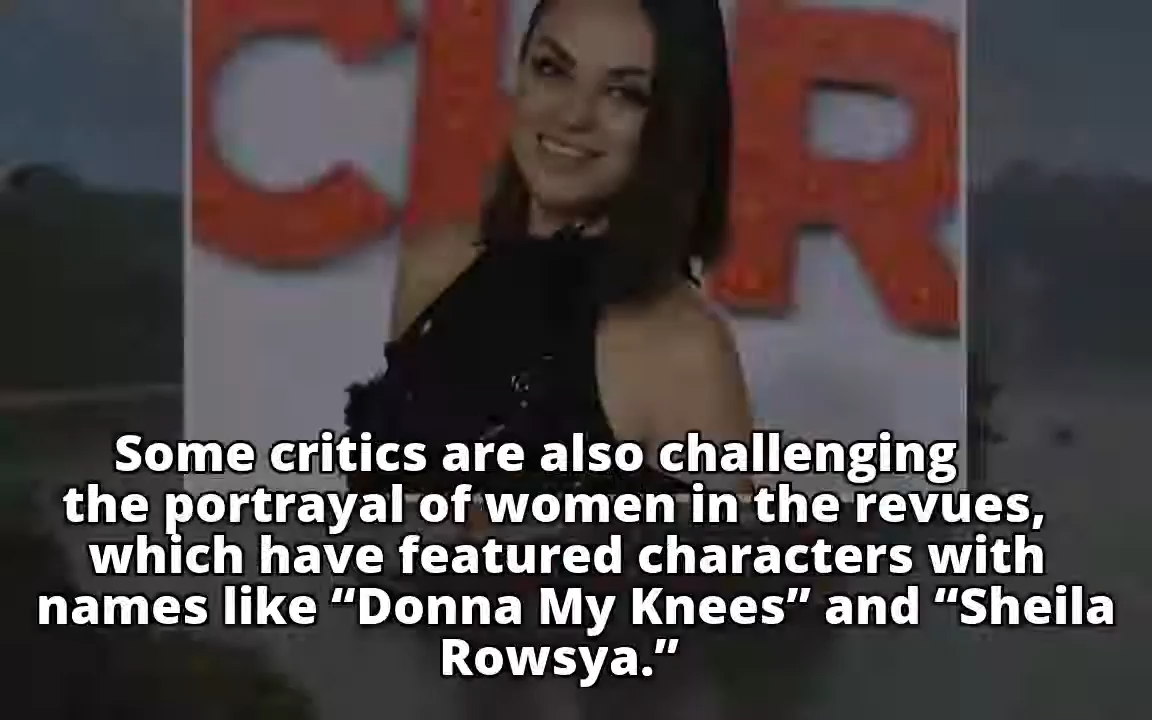 CHR
Some critics are also challenging
the portrayal of women in the revues,
which have featured characters with
names like “Donna My Knees” and “Sheila
Rowsya.”